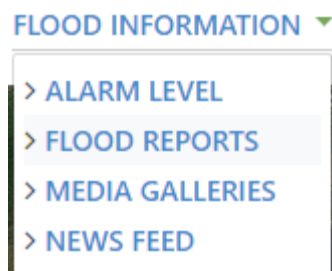 FLOOD INFORMATION
> ALARM LEVEL
> FLOOD REPORTS
> MEDIA GALLERIES
> NEWS FEED